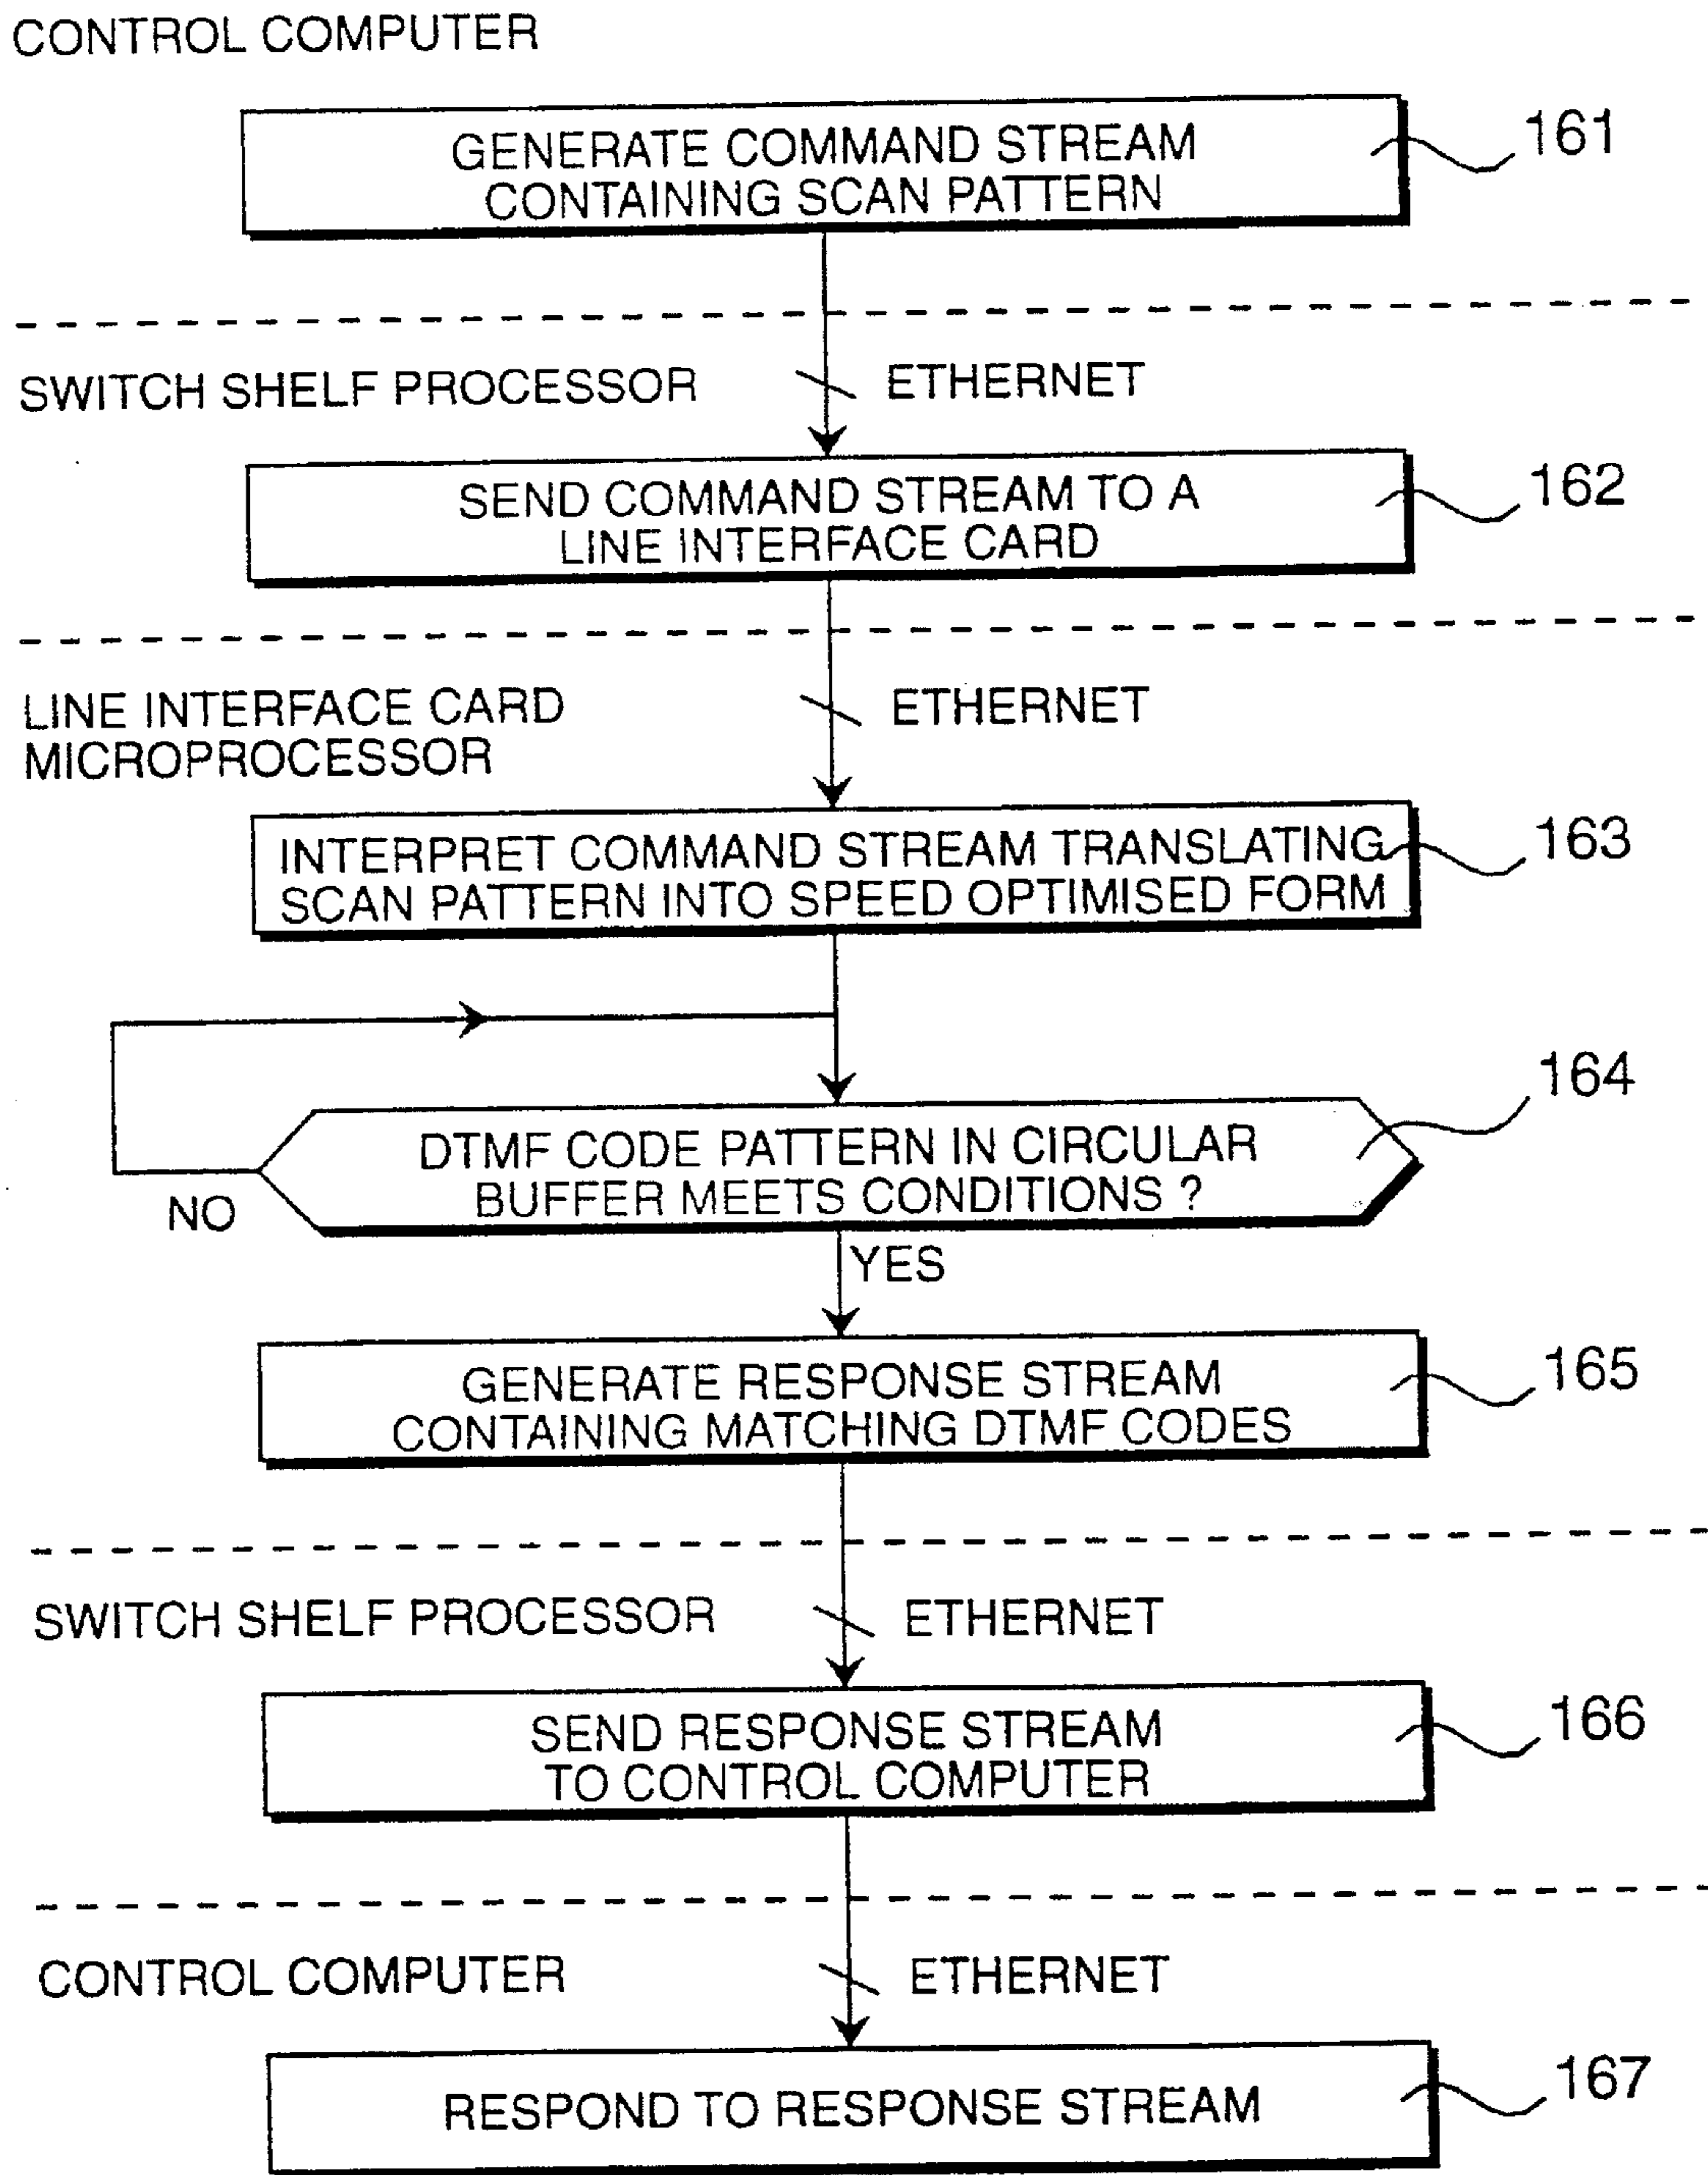 CONTROL COMPUTER
GENERATE COMMAND STREAM
CONTAINING SCAN PATTERN
161
SWITCH SHELF PROCESSOR
ETHERNET
SEND COMMAND STREAM TO A
LINE INTERFACE CARD
162
LINE INTERFACE CARD
MICROPROCESSOR
ETHERNET
INTERPRET COMMAND STREAM TRANSLATING
SCAN PATTERN INTO SPEED OPTIMISED FORM
163
164
DTMF CODE PATTERN IN CIRCULAR
BUFFER MEETS CONDITIONS ?
NO
YES
GENERATE RESPONSE STREAM
CONTAINING MATCHING DTMF CODES
165
SWITCH SHELF PROCESSOR
ETHERNET
SEND RESPONSE STREAM
TO CONTROL COMPUTER
166
CONTROL COMPUTER
ETHERNET
RESPOND TO RESPONSE STREAM
167